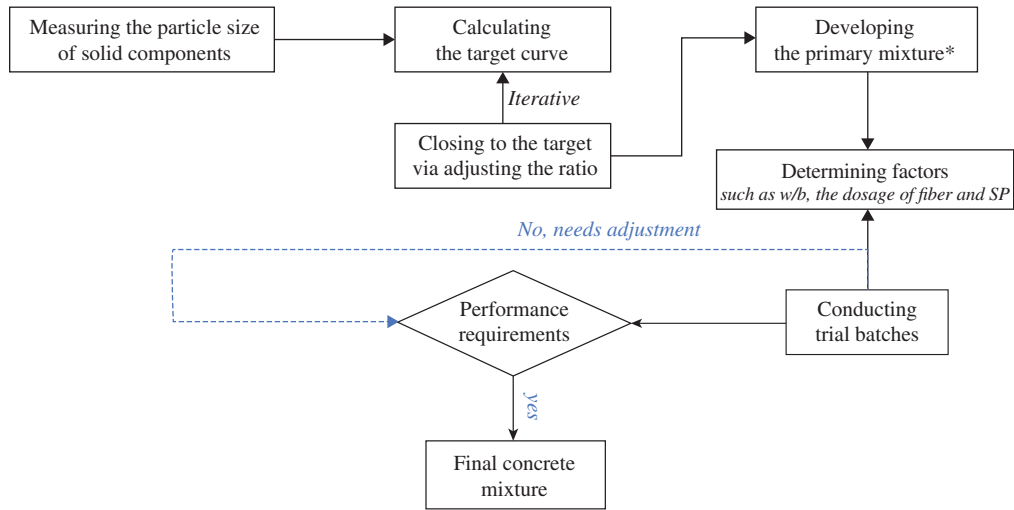 Measuring the particle size
of solid components
Calculating
the target curve
Developing
the primary mixture*
Iterative
Closing to the target
via adjusting the ratio
Determining factors
such as w/b, the dosage of fiber and SP
No, needs adjustment
Performance
requirements
Conducting
trial batches
yes
Final concrete
mixture